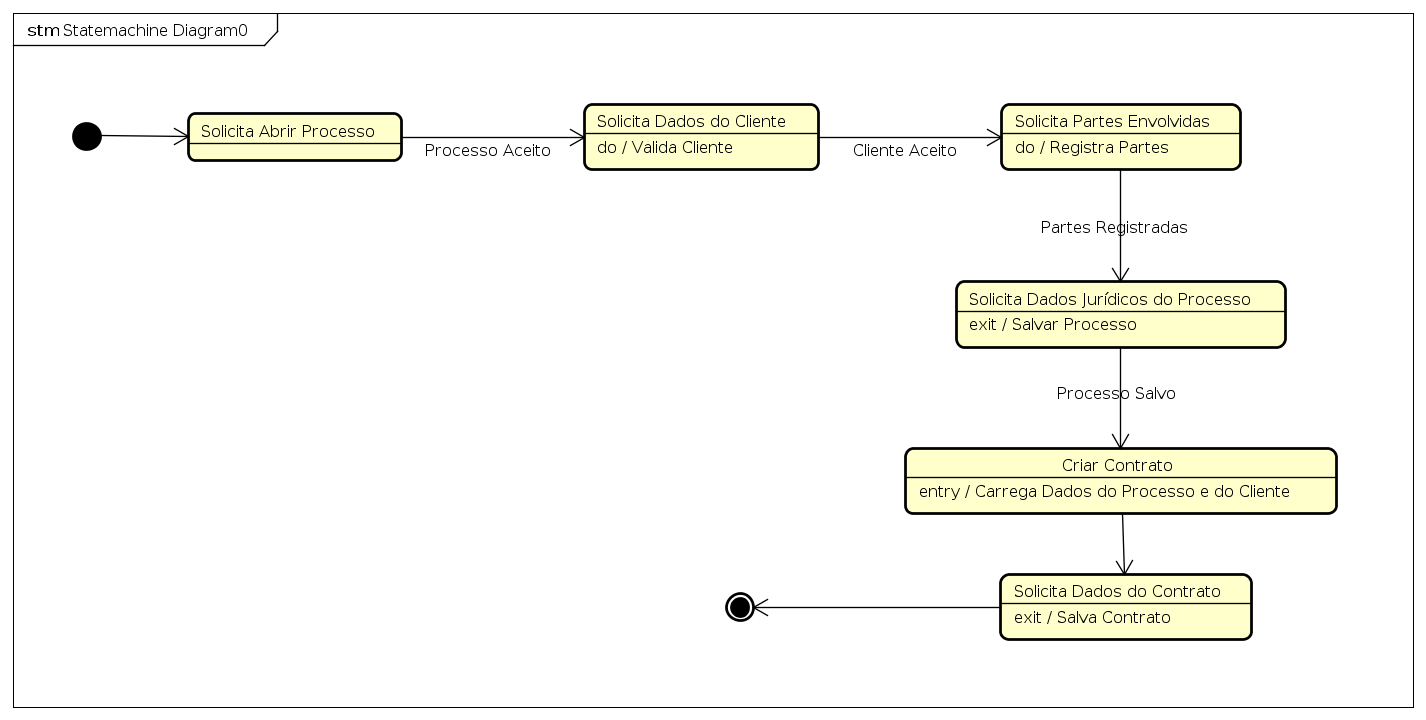 stm Statemachine Diagram0
Solicita Abrir Processo
Processo Aceito
Solicita Dados do Cliente
do / Valida Cliente
Cliente Aceito
Solicita Partes Envolvidas
do / Registra Partes
Partes Registradas
Solicita Dados Jurídicos do Processo
exit / Salvar Processo
Processo Salvo
Criar Contrato
entry / Carrega Dados do Processo e do Cliente
Solicita Dados do Contrato
exit / Salva Contrato